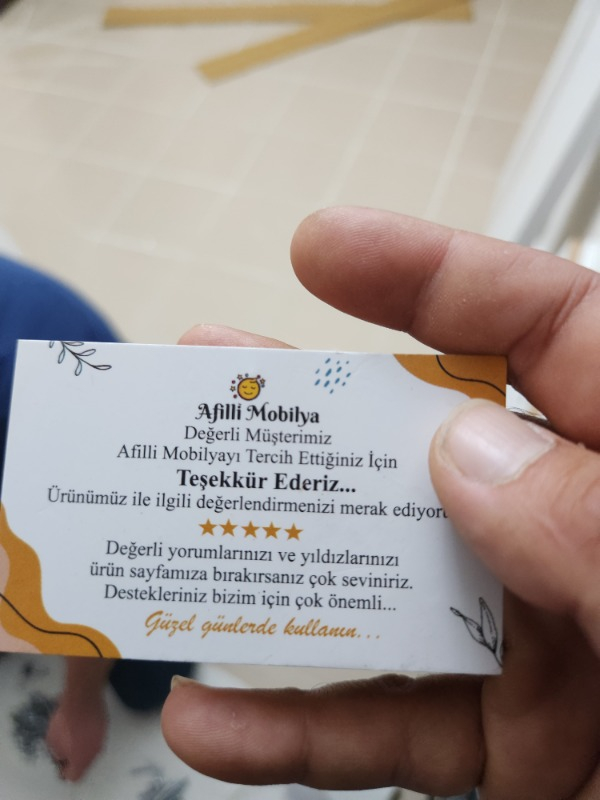 Afilli Mobilya
Değerli Müşterimiz
Afilli Mobilyayı Tercih Ettiğiniz İçin
Teşekkür Ederiz...
Ürünümüz ile ilgili değerlendirmenizi merak
Değerli yorumlarınızı ve yıldızlarınızı
ürün sayfamıza bırakırsanız çok seviniriz.
Destekleriniz bizim için çok önemli...
Güzel günlerde kullanın...